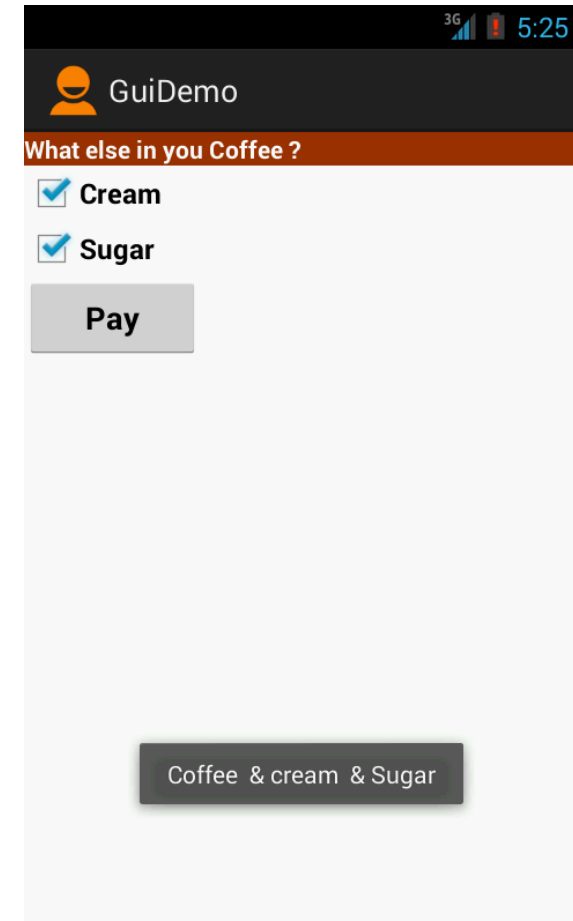 3G 5:25
GuiDemo
What else in you Coffee ?
Cream
Sugar
Pay
Coffee & cream & Sugar